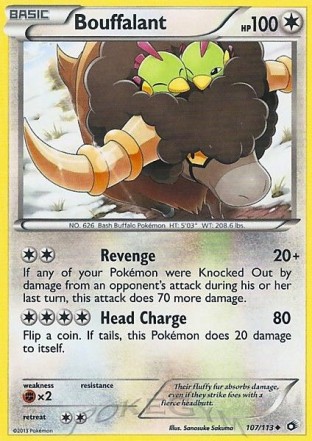 BASIC
Bouffalant
HP100
NO. 626 Bash Buffalo Pokémon. HT: 5'03" WT: 208.6 lbs.
Revenge 20+
If any of your Pokémon were Knocked Out by
damage from an opponent's attack during his or
her last turn, this attack does 70 more damage.
Head Charge 80
Flip a coin. If tails, this Pokémon does 20 damage
to itself.
weakness
×2
resistance
retreat
Their fluffy fur absorbs damage,
even if they strike foes with a
fierce headbutt.
©2013 Pokémon
Illus. Sanosuke Sakuma
107/113